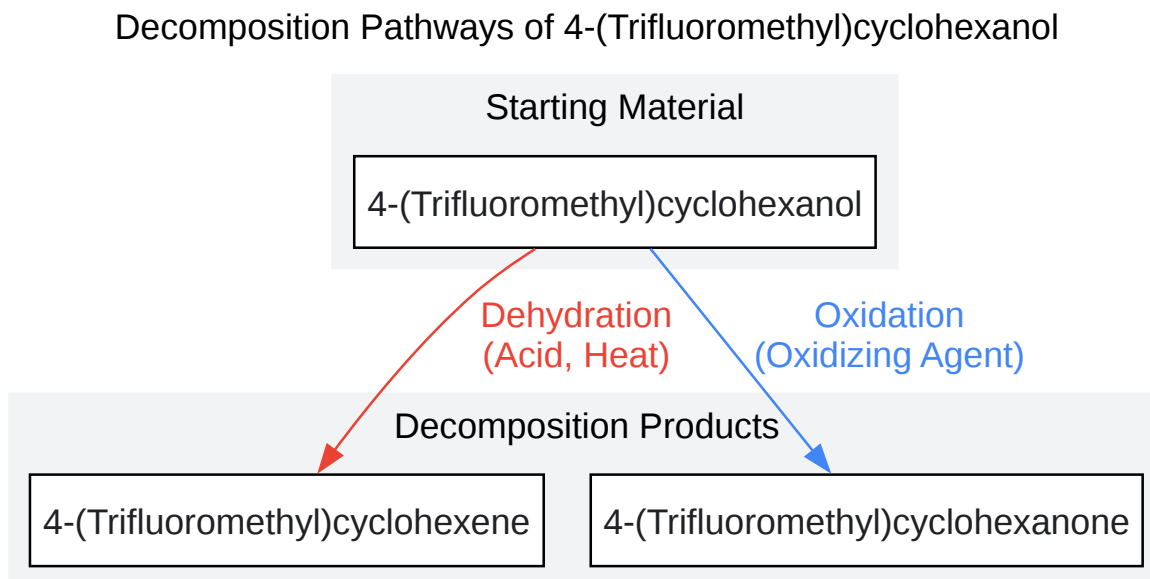 Decomposition Pathways of 4-(Trifluoromethyl)cyclohexanol
Starting Material
4-(Trifluoromethyl)cyclohexanol
Dehydration
(Acid, Heat)
Oxidation
(Oxidizing Agent)
Decomposition Products
4-(Trifluoromethyl)cyclohexene
4-(Trifluoromethyl)cyclohexanone